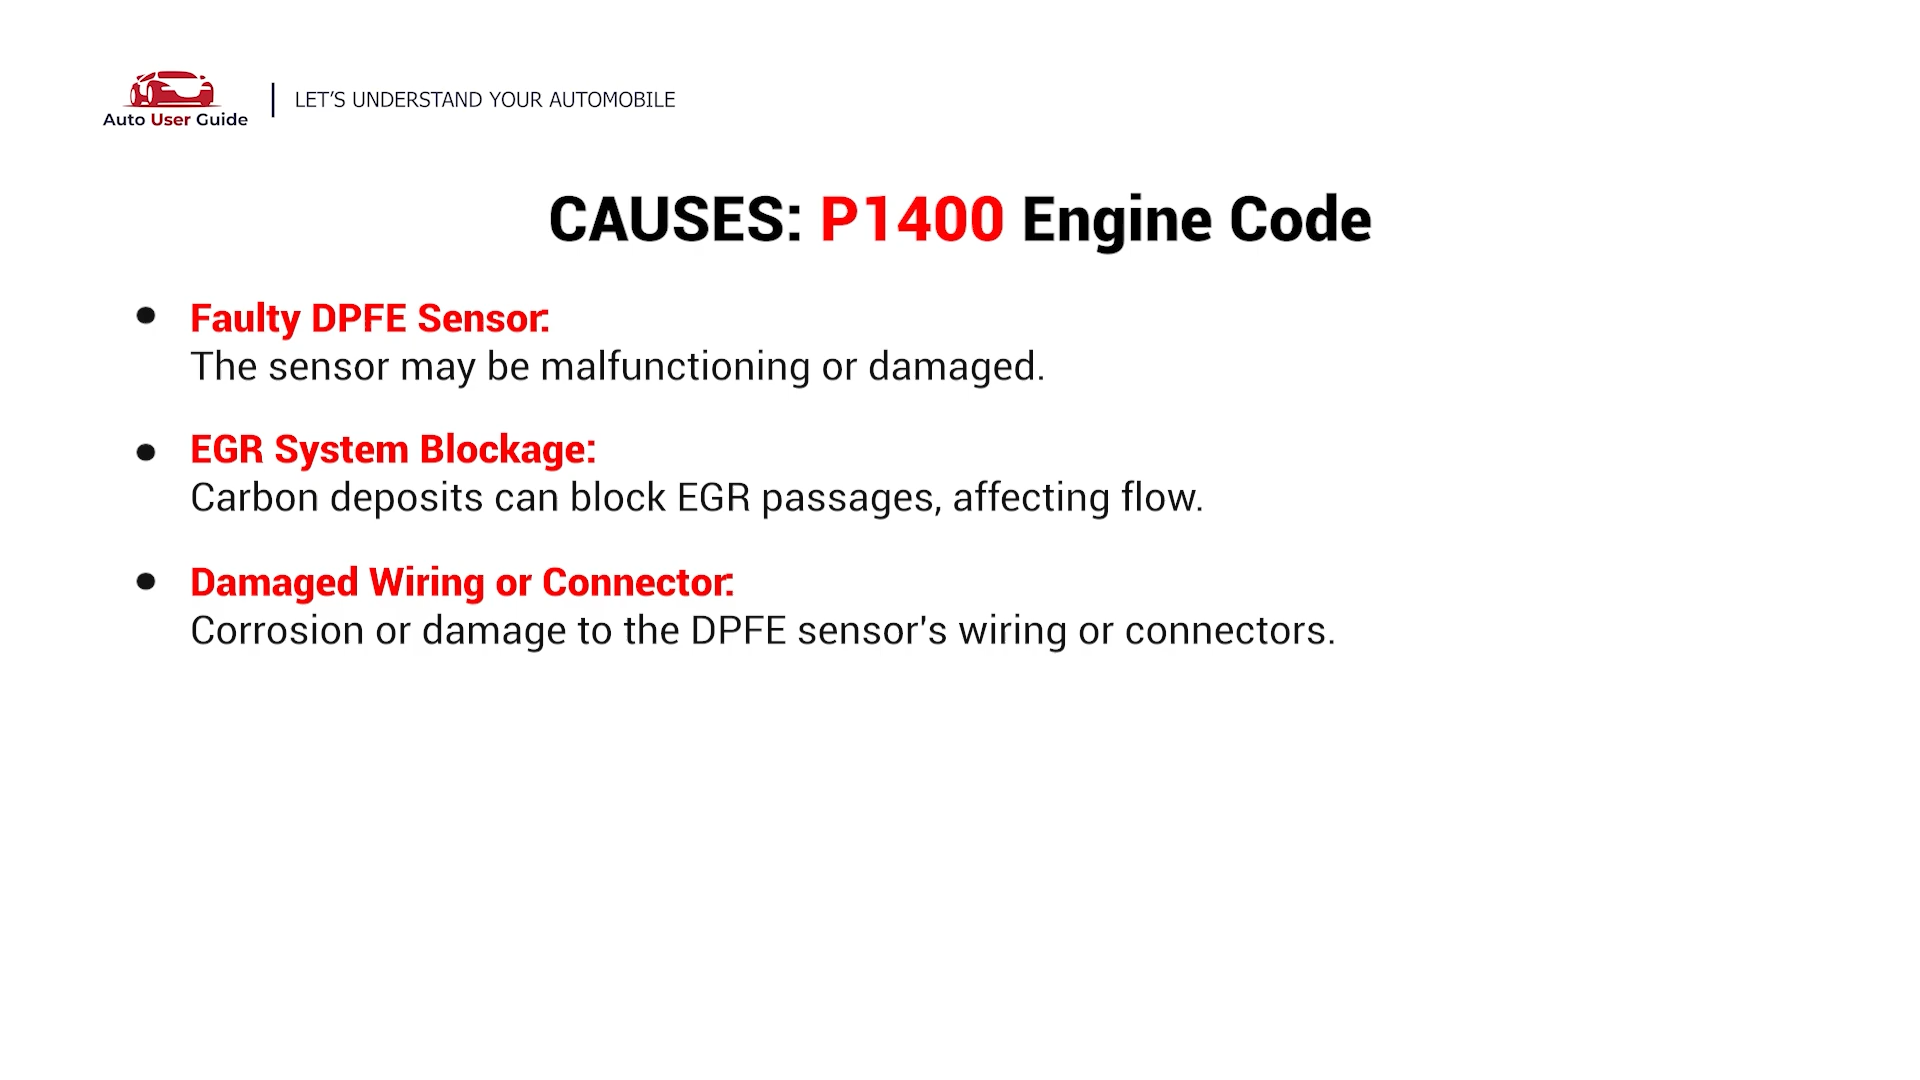 Auto User Guide
LET'S UNDERSTAND YOUR AUTOMOBILE
CAUSES: P1400 Engine Code
Faulty DPFE Sensor:
The sensor may be malfunctioning or damaged.
EGR System Blockage:
Carbon deposits can block EGR passages, affecting flow.
Damaged Wiring or Connector:
Corrosion or damage to the DPFE sensor's wiring or connectors.